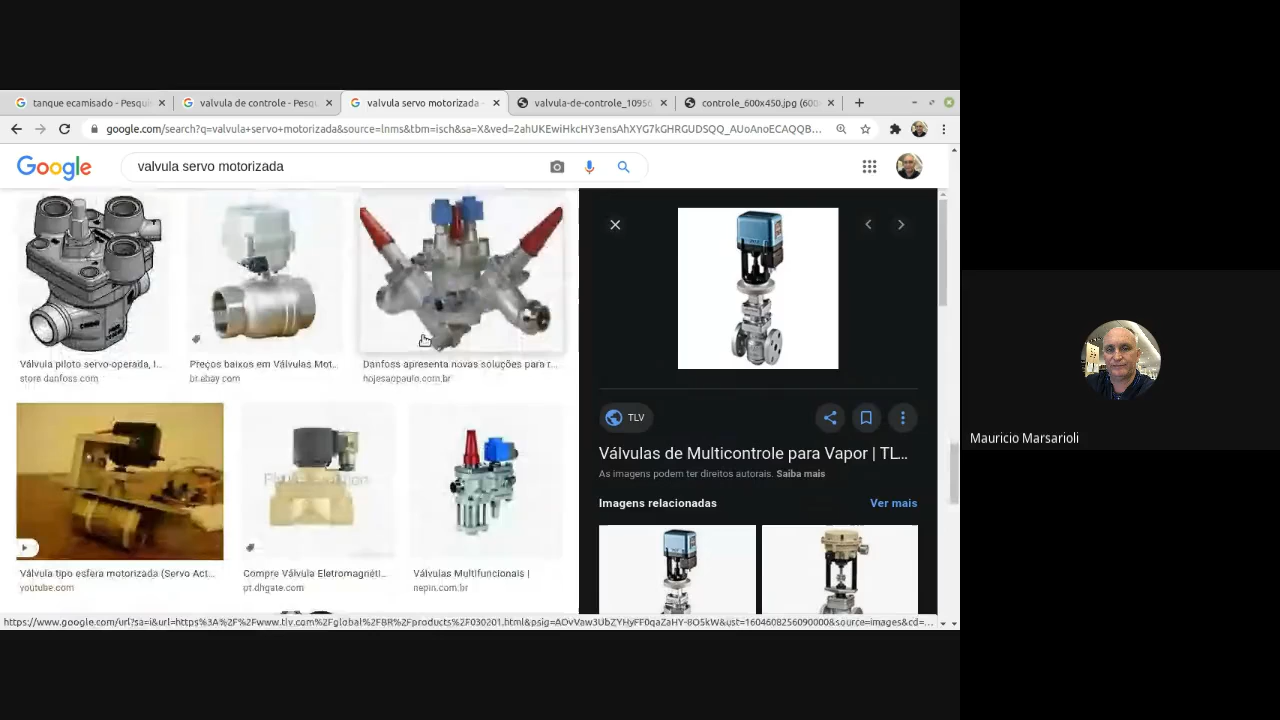 tanque ecamisado - Pesqui
valvula de controle - Pesqu
valvula servo motorizada -
valvula-de-controle_1095
controle_600x450.jpg (600
google.com/search?q=valvula+servo+motorizada&source=lnms&tbm=isch&sa=X&ved=2ahUKEwiHkcHY3ensAhXYG7kGHRGUDSQQ_AUoAnoECAQQB...
Google
valvula servo motorizada
Válvula piloto servo-operada, I...
store.danfoss.com
Preços baixos em Válvulas Mot...
br.ebay.com
Danfoss apresenta novas soluções para r...
hojesaopaulo.com.br
TLV
Válvulas de Multicontrole para Vapor | TL...
As imagens podem ter direitos autorais. Saiba mais
Imagens relacionadas
Ver mais
Válvula tipo esfera motorizada (Servo Act...
youtube.com
Compre Válvula Eletromagnéti...
pt.dhgate.com
Válvulas Multifuncionais |
nepin.com.br
Mauricio Marsarioli